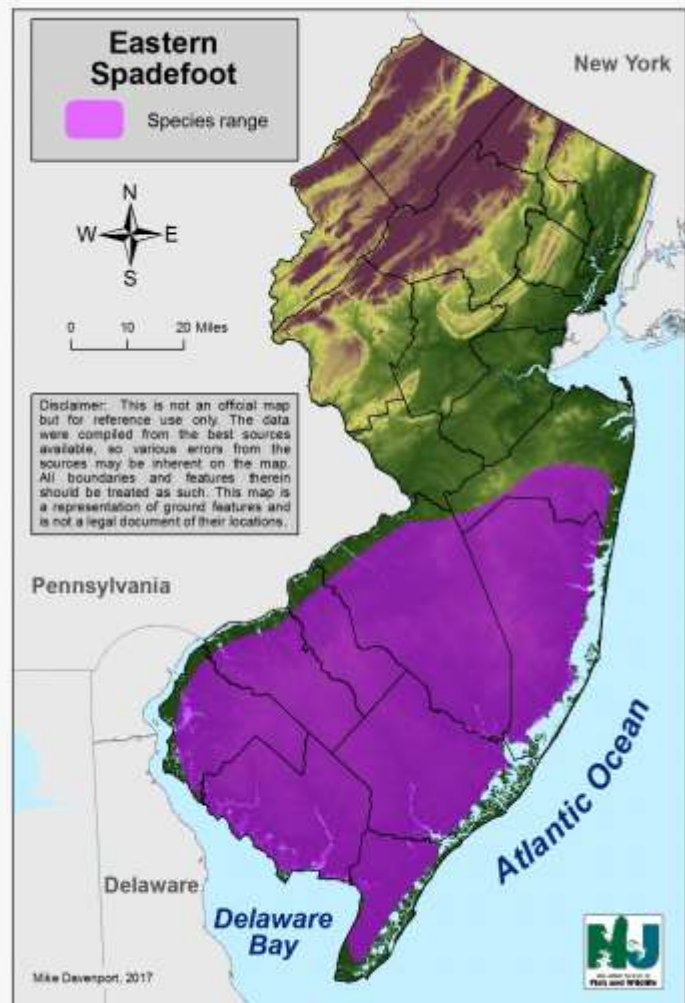 Eastern
Spadefoot
Species range
New York
N
W E
S
0 10 20 Miles
Disclaimer: This is not an official map
but for reference use only. The data
were compiled from the best sources
available, so various errors from the
sources may be inherent on the map.
All boundaries and features therein
should be treated as such. This map is
a representation of ground features and
is not a legal document of their locations.
Pennsylvania
Atlantic Ocean
Delaware
Delaware
Bay
Mike Davenport, 2017
NJ
Fish and Wildlife